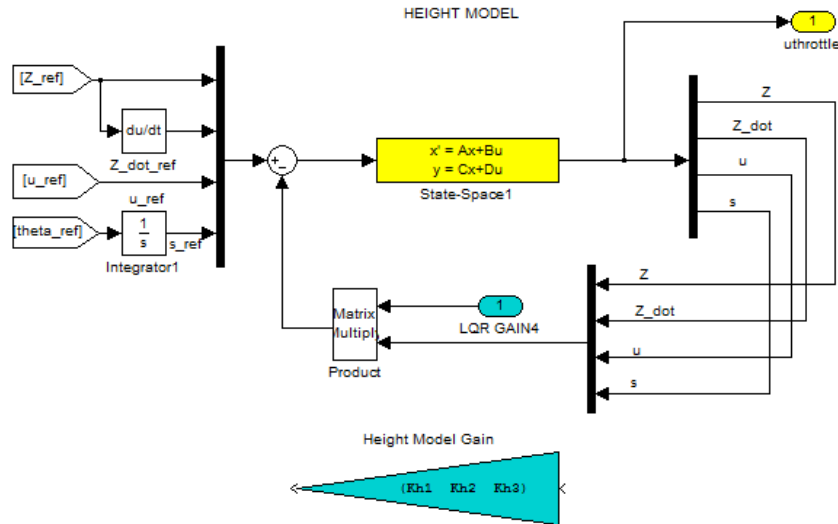 HEIGHT MODEL
1
uthrottle
[Z_ref]
du/dt
Z_dot_ref
[u_ref]
u_ref
[theta_ref]
1
s
s_ref
Integrator1
+
−
x' = Ax+Bu
y = Cx+Du
State-Space1
Z
Z_dot
u
s
Z
Z_dot
u
s
1
LQR GAIN4
Matrix
Multiply
Product
Height Model Gain
(Kh1 Kh2 Kh3)